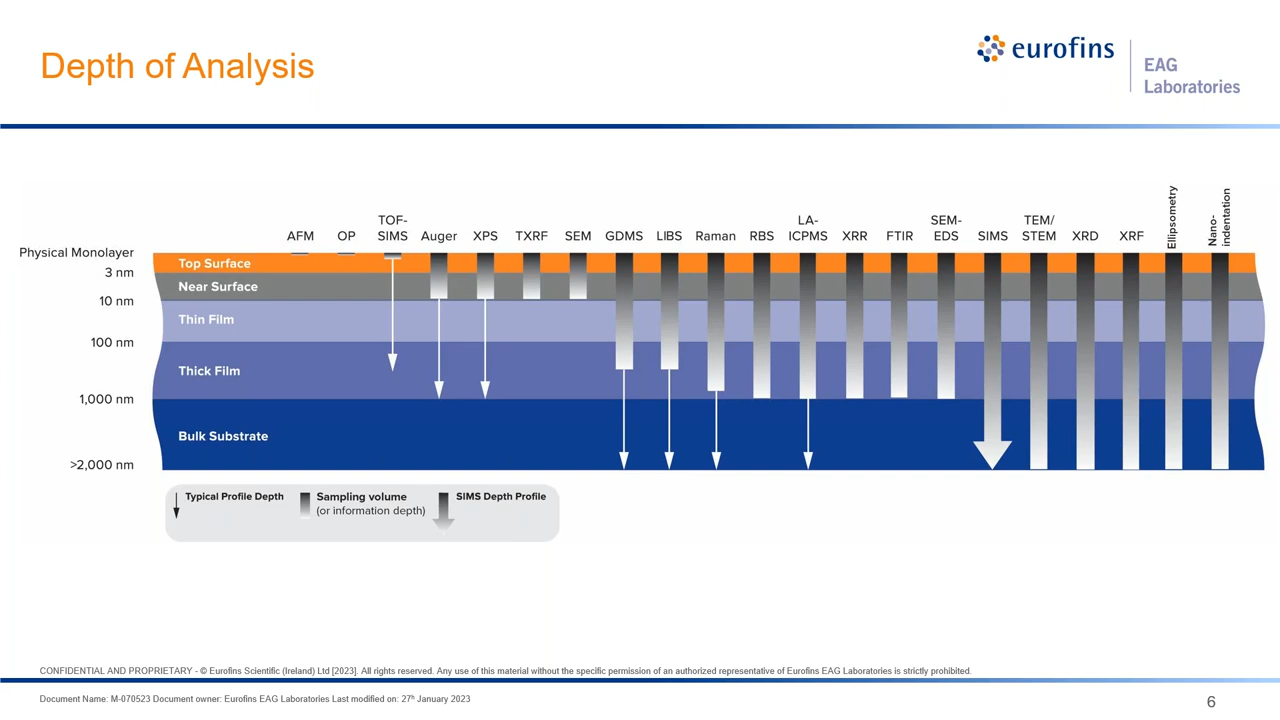 Depth of Analysis
eurofins
EAG
Laboratories
TOF-
SIMS
LA-
ICPMS
SEM-
EDS
TEM/
STEM
Ellipsometry
Nano-
indentation
AFM
OP
Auger
XPS
TXRF
SEM
GDMS
LIBS
Raman
RBS
XRR
FTIR
SIMS
XRD
XRF
Physical Monolayer
Top Surface
3 nm
Near Surface
10 nm
Thin Film
100 nm
Thick Film
1,000 nm
Bulk Substrate
>2,000 nm
Typical Profile Depth
Sampling volume
(or information depth)
SIMS Depth Profile
CONFIDENTIAL AND PROPRIETARY - © Eurofins Scientific (Ireland) Ltd [2023]. All rights reserved. Any use of this material without the specific permission of an authorized representative of Eurofins EAG Laboratories is strictly prohibited.
Document Name: M-070523 Document owner: Eurofins EAG Laboratories Last modified on: 27th January 2023
6